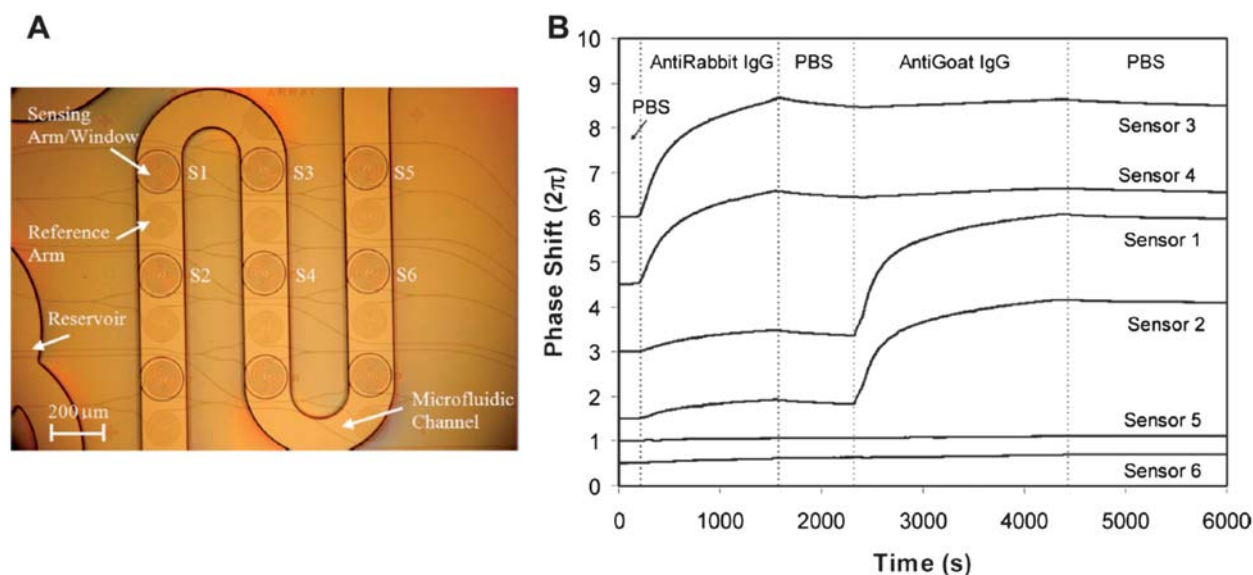 A
ARRAY
Sensing
Arm/Window
S1
S3
S5
Reference
Arm
S2
S4
S6
Reservoir
200 µm
Microfluidic
Channel
B
Phase Shift (2π)
10
9
8
7
6
5
4
3
2
1
0
AntiRabbit IgG
PBS
AntiGoat IgG
PBS
PBS
Sensor 3
Sensor 4
Sensor 1
Sensor 2
Sensor 5
Sensor 6
0
1000
2000
3000
4000
5000
6000
Time (s)